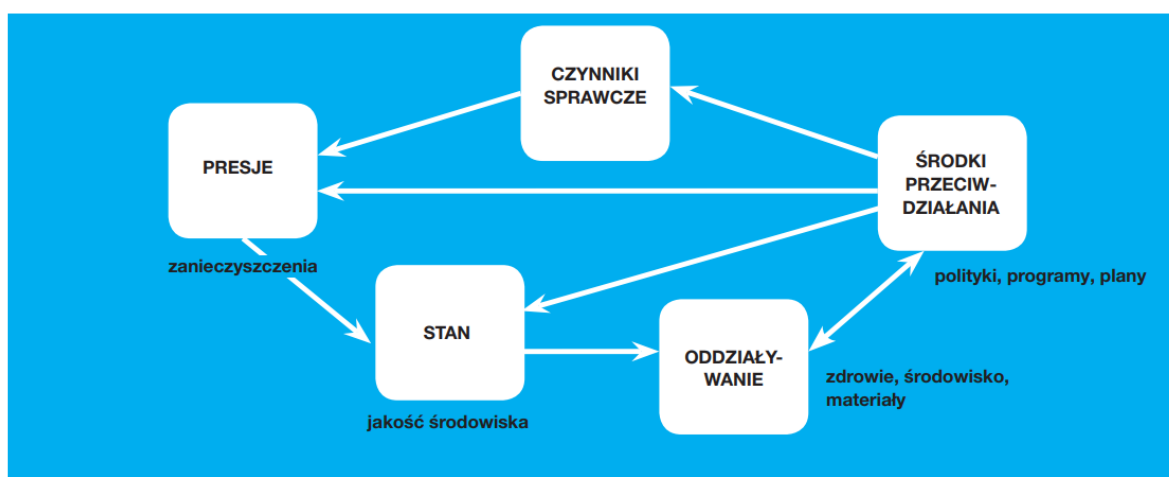 CZYNNIKI
SPRAWCZE
PRESJE
ŚRODKI
PRZECIW-
DZIAŁANIA
zanieczyszczenia
polityki, programy, plany
STAN
ODDZIAŁY-
WANIE
zdrowie, środowisko,
materiały
jakość środowiska